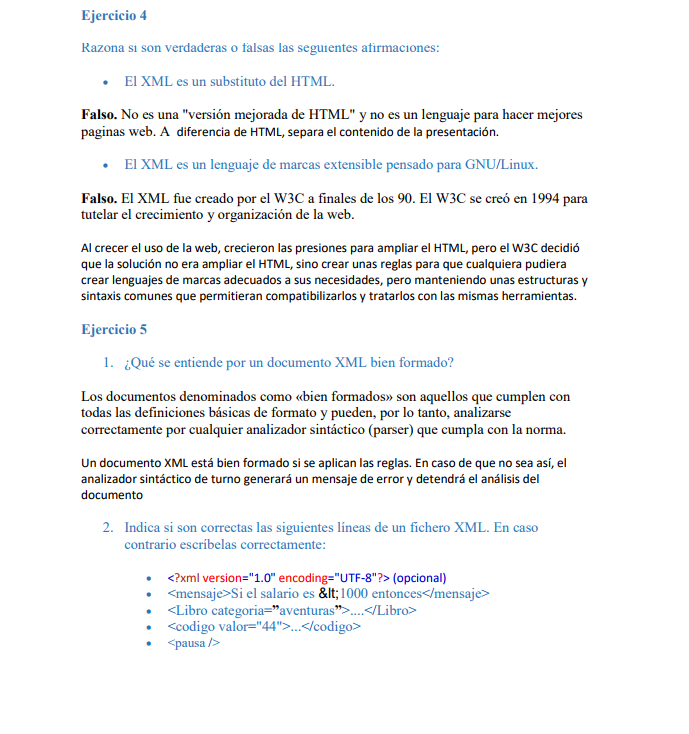 Ejercicio 4
Razona si son verdaderas o falsas las seguientes afirmaciones:
• El XML es un substituto del HTML.
Falso. No es una "versión mejorada de HTML" y no es un lenguaje para hacer mejores
paginas web. A diferencia de HTML, separa el contenido de la presentación.
• El XML es un lenguaje de marcas extensible pensado para GNU/Linux.
Falso. El XML fue creado por el W3C a finales de los 90. El W3C se creó en 1994 para
tutelar el crecimiento y organización de la web.
Al crecer el uso de la web, crecieron las presiones para ampliar el HTML, pero el W3C decidió
que la solución no era ampliar el HTML, sino crear unas reglas para que cualquiera pudiera
crear lenguajes de marcas adecuados a sus necesidades, pero manteniendo unas estructuras y
sintaxis comunes que permitieran compatibilizarlos y tratarlos con las mismas herramientas.
Ejercicio 5
1. ¿Qué se entiende por un documento XML bien formado?
Los documentos denominados como «bien formados» son aquellos que cumplen con
todas las definiciones básicas de formato y pueden, por lo tanto, analizarse
correctamente por cualquier analizador sintáctico (parser) que cumpla con la norma.
Un documento XML está bien formado si se aplican las reglas. En caso de que no sea así, el
analizador sintáctico de turno generará un mensaje de error y detendrá el análisis del
documento
2. Indica si son correctas las siguientes líneas de un fichero XML. En caso
contrario escríbelas correctamente:
• <?xml version="1.0" encoding="UTF-8"?> (opcional)
• <mensaje>Si el salario es &lt;1000 entonces</mensaje>
• <Libro categoria=”aventuras”>....</Libro>
• <codigo valor="44">...</codigo>
• <pausa />